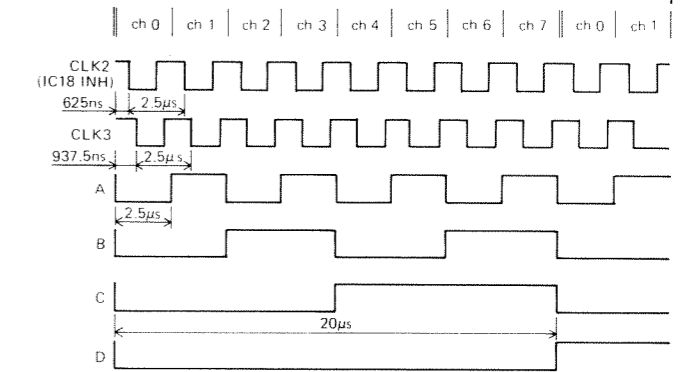 ch 0 ch 1 ch 2 ch 3 ch 4 ch 5 ch 6 ch 7 ch 0 ch 1
CLK2
(IC18 INH)
625ns 2.5μs
CLK3
937.5ns 2.5μs
A
2.5μs
B
C
20μs
D